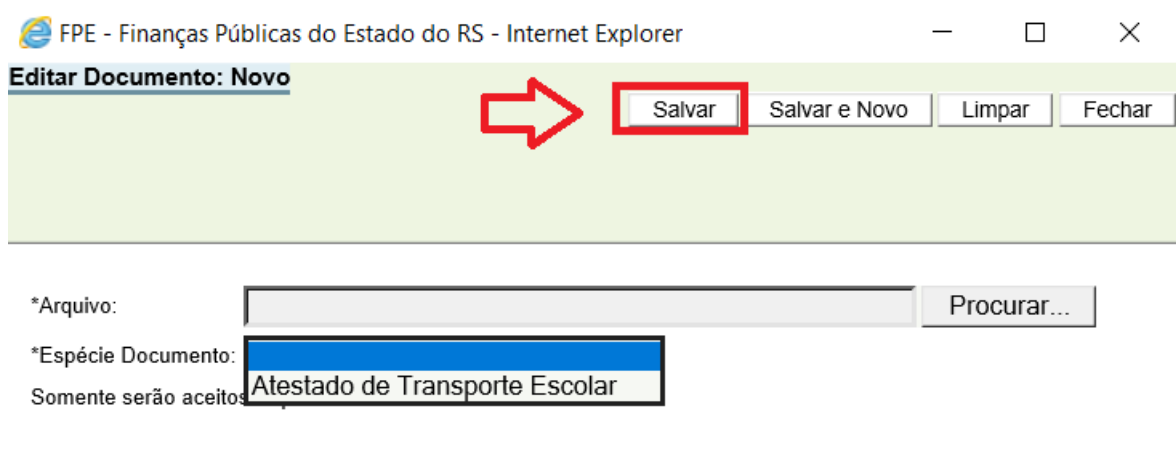 FPE - Finanças Públicas do Estado do RS - Internet Explorer
Editar Documento: Novo
Salvar Salvar e Novo Limpar Fechar
*Arquivo: Procurar...
*Espécie Documento:
Atestado de Transporte Escolar
Somente serão aceitos